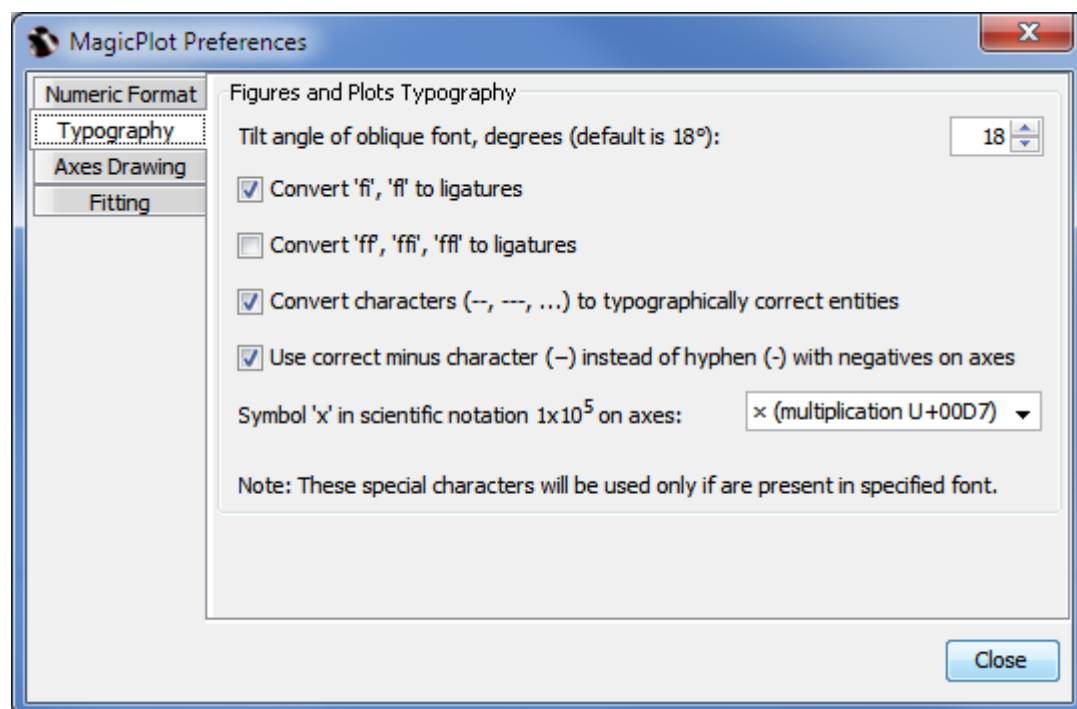 MagicPlot Preferences
Numeric Format
Typography
Axes Drawing
Fitting
Figures and Plots Typography
Tilt angle of oblique font, degrees (default is 18°):
18
Convert 'fi', 'fl' to ligatures
Convert 'ff', 'ffi', 'ffl' to ligatures
Convert characters (--, ---, ...) to typographically correct entities
Use correct minus character (−) instead of hyphen (-) with negatives on axes
Symbol 'x' in scientific notation 1x10⁵ on axes:
× (multiplication U+00D7)
Note: These special characters will be used only if are present in specified font.
Close